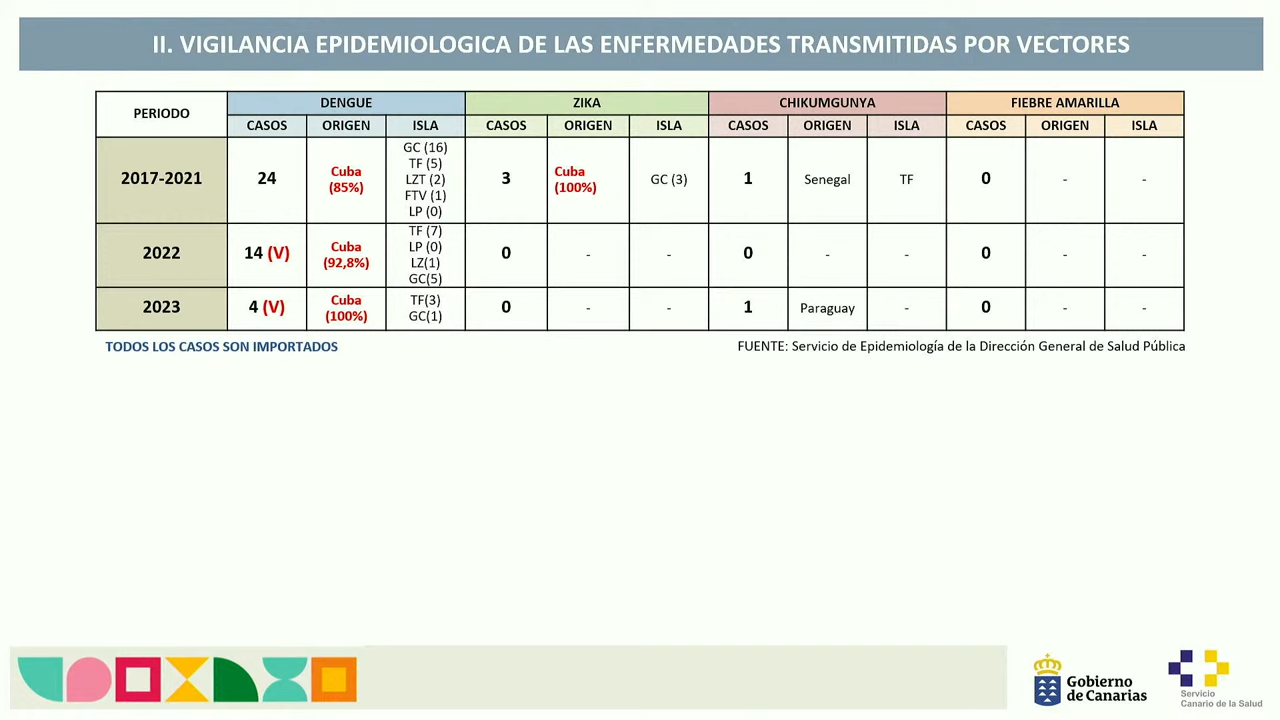 II. VIGILANCIA EPIDEMIOLOGICA DE LAS ENFERMEDADES TRANSMITIDAS POR VECTORES
PERIODO DENGUE ZIKA CHIKUMGUNYA FIEBRE AMARILLA
CASOS ORIGEN ISLA CASOS ORIGEN ISLA CASOS ORIGEN ISLA CASOS ORIGEN ISLA
2017-2021 24 Cuba (85%) GC (16) TF (5) LZT (2) FTV (1) LP (0) 3 Cuba (100%) GC (3) 1 Senegal TF 0 - -
2022 14 (V) Cuba (92,8%) TF (7) LP (0) LZ(1) GC(5) 0 - - 0 - - 0 - -
2023 4 (V) Cuba (100%) TF(3) GC(1) 0 - - 1 Paraguay - 0 - -
TODOS LOS CASOS SON IMPORTADOS
FUENTE: Servicio de Epidemiología de la Dirección General de Salud Pública
Gobierno
de Canarias
Servicio
Canario de la Salud